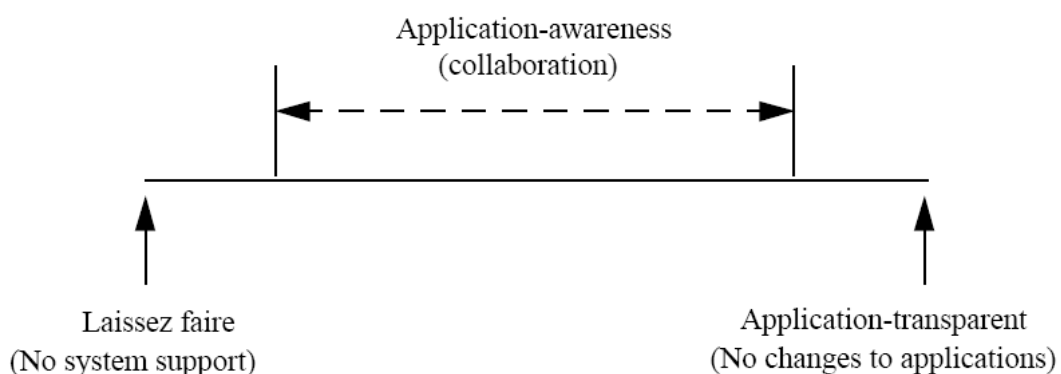 Application-awareness
(collaboration)
Laissez faire
(No system support)
Application-transparent
(No changes to applications)